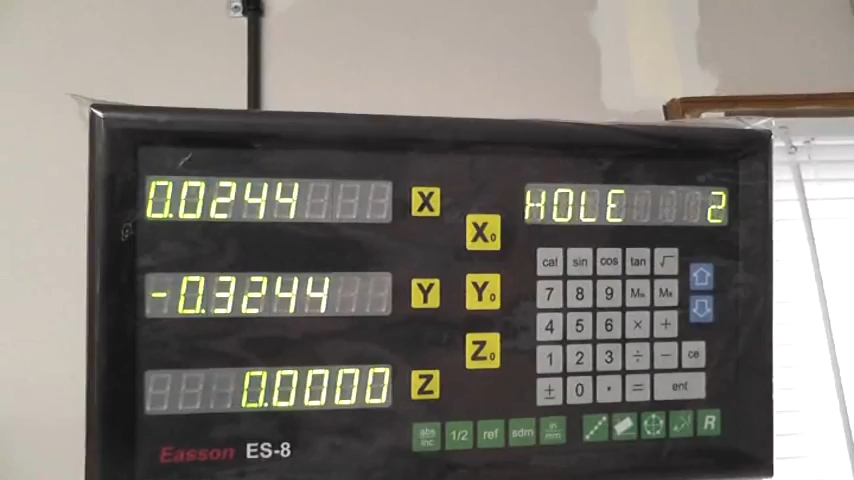 0.0244 X HOLE 2
X₀
cal sin cos tan √
-0.3244 Y Y₀ 7 8 9
4 5 6 × +
Z₀ 1 2 3 ÷ − ce
0.0000 Z ± 0 · = ent
abs/inc 1/2 ref sdm in/mm R
Easson ES-8